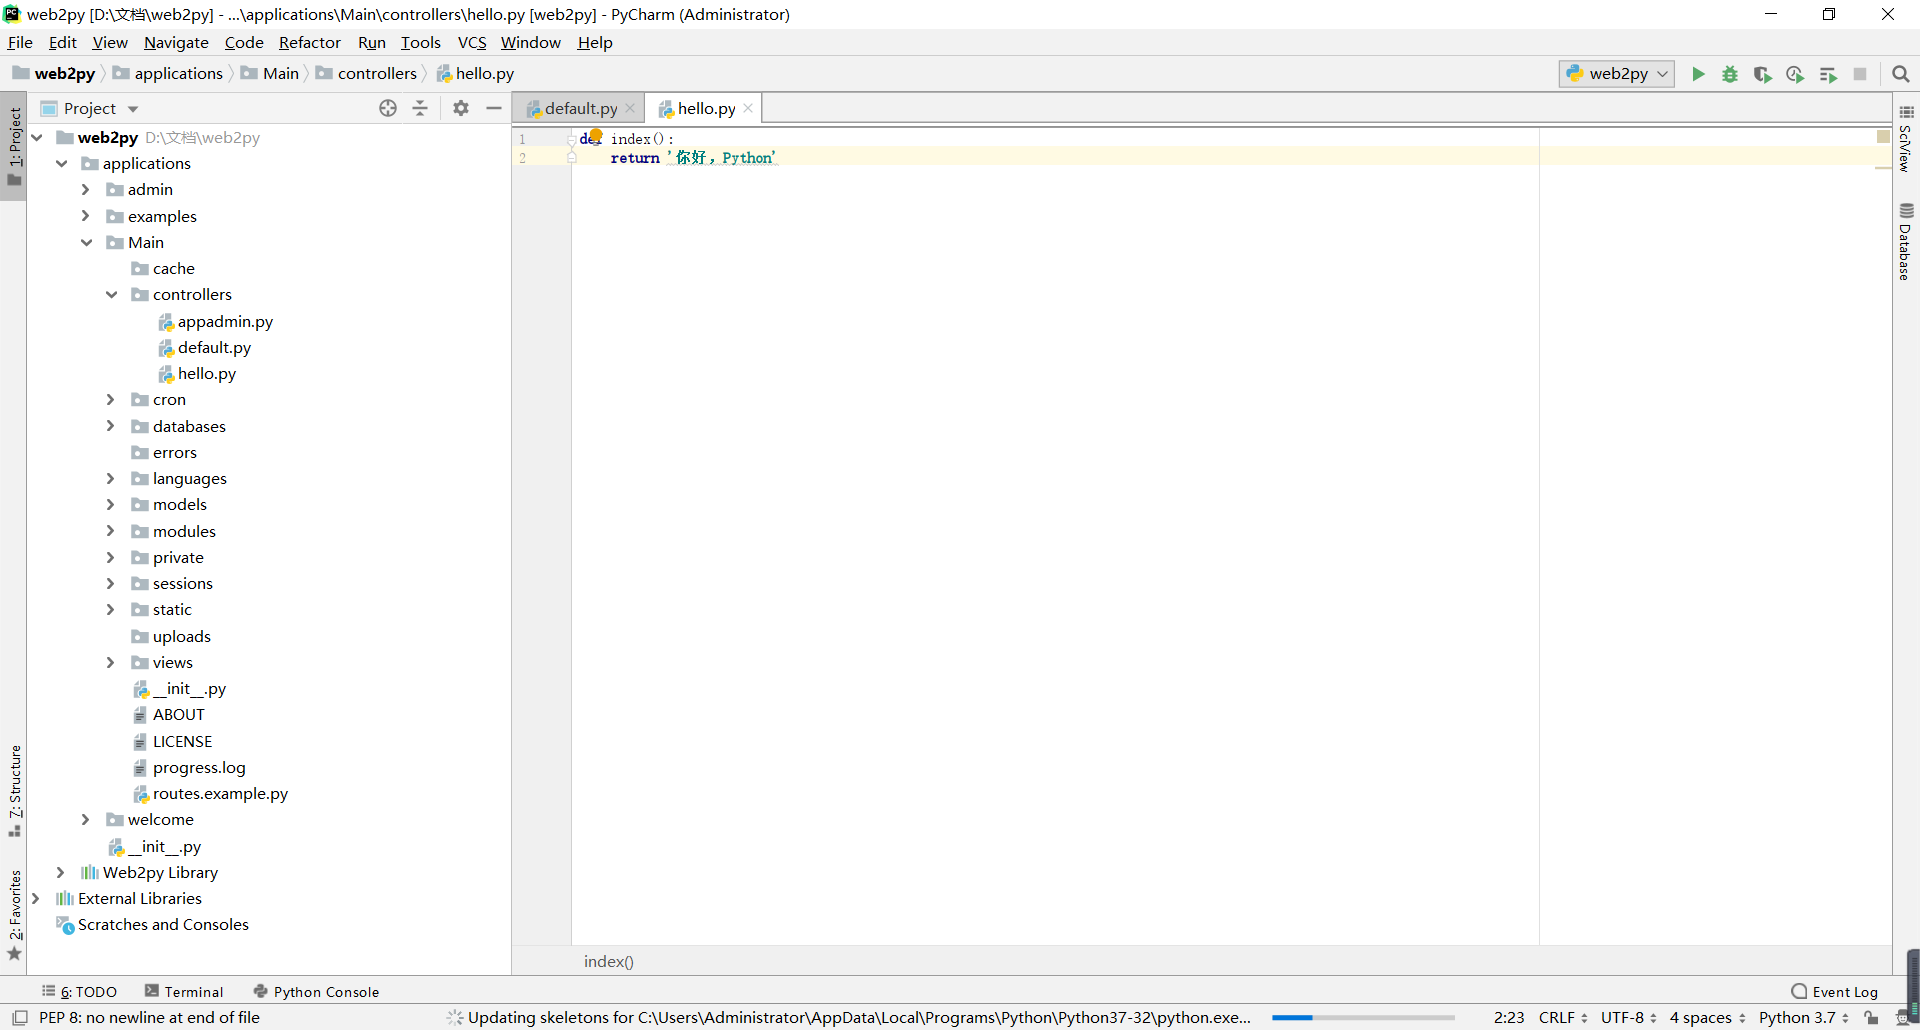 web2py [D:\文档\web2py] - ...\applications\Main\controllers\hello.py [web2py] - PyCharm (Administrator)
File Edit View Navigate Code Refactor Run Tools VCS Window Help
web2py applications Main controllers hello.py
web2py
1: Project
Project
default.py
hello.py
web2py D:\文档\web2py
applications
admin
examples
Main
cache
controllers
appadmin.py
default.py
hello.py
cron
databases
errors
languages
models
modules
private
sessions
static
uploads
views
__init__.py
ABOUT
LICENSE
progress.log
routes.example.py
welcome
__init__.py
Web2py Library
External Libraries
Scratches and Consoles
7: Structure
2: Favorites
1 def index():
2 return '你好，Python'
index()
SciView
Database
6: TODO Terminal Python Console Event Log
PEP 8: no newline at end of file Updating skeletons for C:\Users\Administrator\AppData\Local\Programs\Python\Python37-32\python.exe... 2:23 CRLF UTF-8 4 spaces Python 3.7